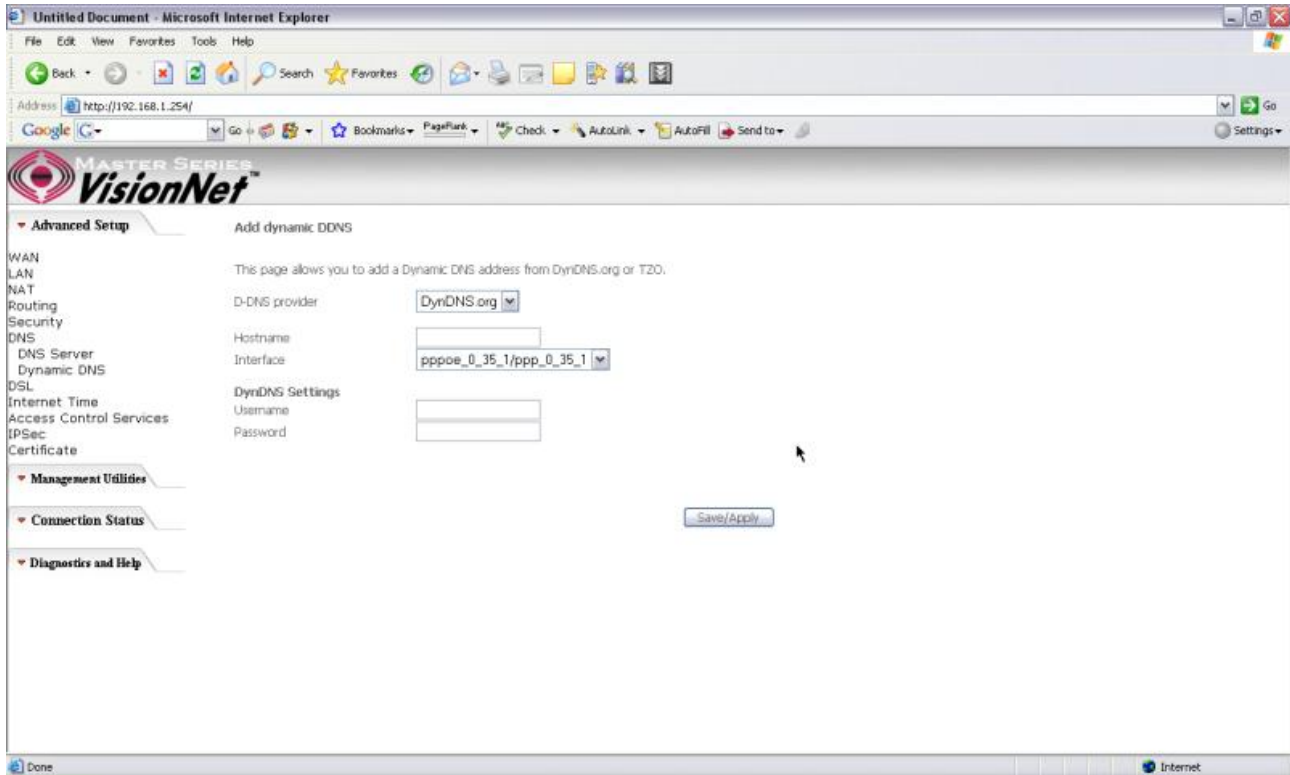 Untitled Document - Microsoft Internet Explorer
File Edit View Favorites Tools Help
Back Search Favorites
Address http://192.168.1.254/ Go
Google G Go Bookmarks PageRank ABC Check AutoLink AutoFill Send to Settings
MASTER SERIES
VisionNet™
Advanced Setup
WAN
LAN
NAT
Routing
Security
DNS
DNS Server
Dynamic DNS
DSL
Internet Time
Access Control Services
IPSec
Certificate
Management Utilities
Connection Status
Diagnostics and Help
Add dynamic DDNS
This page allows you to add a Dynamic DNS address from DynDNS.org or TZO.
D-DNS provider DynDNS.org
Hostname
Interface pppoe_0_35_1/ppp_0_35_1
DynDNS Settings
Username
Password
Save/Apply
Done Internet